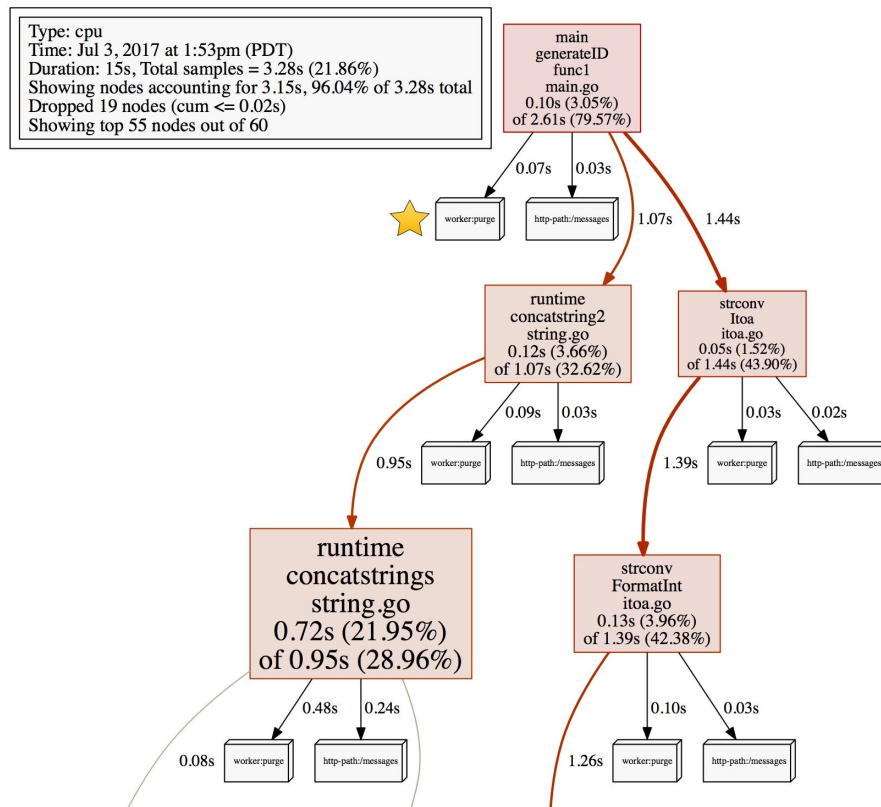 Type: cpu
Time: Jul 3, 2017 at 1:53pm (PDT)
Duration: 15s, Total samples = 3.28s (21.86%)
Showing nodes accounting for 3.15s, 96.04% of 3.28s total
Dropped 19 nodes (cum <= 0.02s)
Showing top 55 nodes out of 60
main
generateID
func1
main.go
0.10s (3.05%)
of 2.61s (79.57%)
0.07s
0.03s
worker:purge
http-path:/messages
1.07s
1.44s
runtime
concatstring2
string.go
0.12s (3.66%)
of 1.07s (32.62%)
strconv
Itoa
itoa.go
0.05s (1.52%)
of 1.44s (43.90%)
0.09s
0.03s
0.03s
0.02s
0.95s
worker:purge
http-path:/messages
1.39s
worker:purge
http-path:/messages
runtime
concatstrings
string.go
0.72s (21.95%)
of 0.95s (28.96%)
strconv
FormatInt
itoa.go
0.13s (3.96%)
of 1.39s (42.38%)
0.48s
0.24s
0.10s
0.03s
0.08s
worker:purge
http-path:/messages
1.26s
worker:purge
http-path:/messages